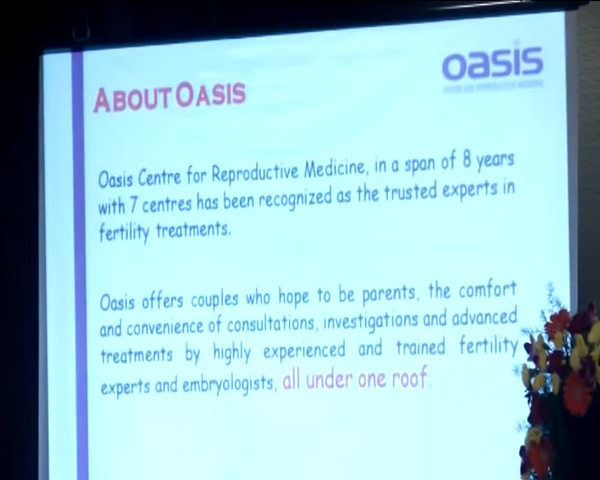 oasis
ABOUT OASIS
Oasis Centre for Reproductive Medicine, in a span of 8 years
with 7 centres has been recognized as the trusted experts in
fertility treatments.
Oasis offers couples who hope to be parents, the comfort
and convenience of consultations, investigations and advanced
treatments by highly experienced and trained fertility
experts and embryologists, all under one roof.